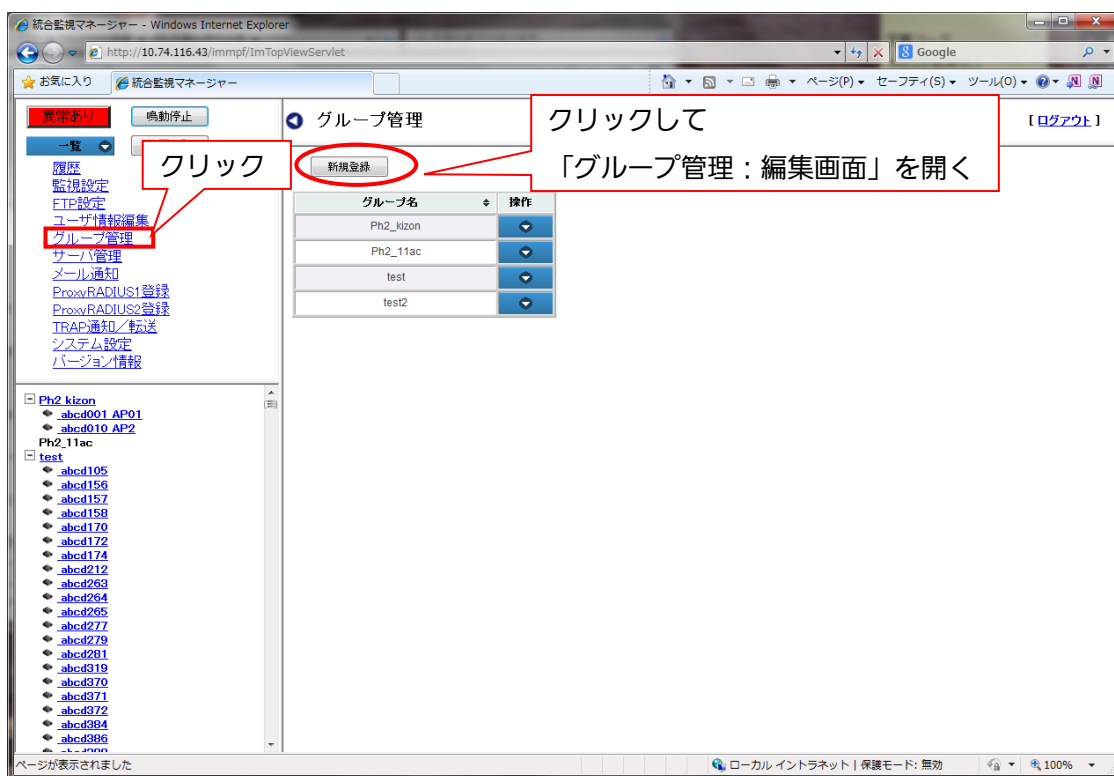 統合監視マネージャー - Windows Internet Explorer
http://10.74.116.43/immpf/ImTopViewServlet
Google
お気に入り
統合監視マネージャー
ページ(P)
セーフティ(S)
ツール(O)
異常あり
鳴動停止
一覧
履歴
監視設定
FTP設定
ユーザ情報編集
グループ管理
サーバ管理
メール通知
ProxyRADIUS1登録
ProxyRADIUS2登録
TRAP通知／転送
システム設定
バージョン情報
クリック
グループ管理
[ ログアウト ]
新規登録
クリックして
「グループ管理：編集画面」を開く
グループ名 操作
Ph2_kizon
Ph2_11ac
test
test2
Ph2 kizon
abcd001 AP01
abcd010 AP2
Ph2_11ac
test
abcd105
abcd156
abcd157
abcd158
abcd170
abcd172
abcd174
abcd212
abcd263
abcd264
abcd265
abcd277
abcd279
abcd281
abcd319
abcd370
abcd371
abcd372
abcd384
abcd386
ページが表示されました
ローカル イントラネット | 保護モード: 無効
100%